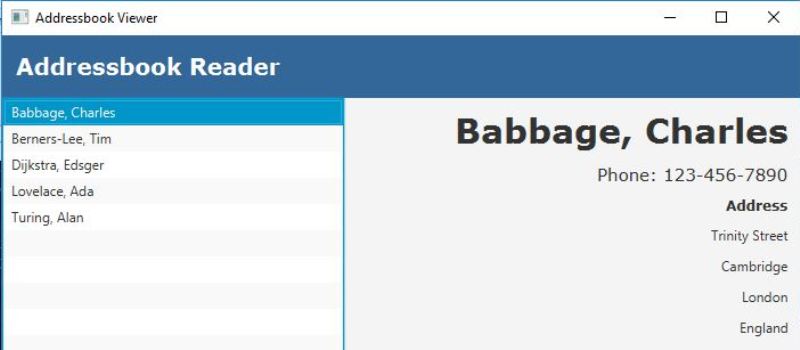 Addressbook Viewer
Addressbook Reader
Babbage, Charles
Berners-Lee, Tim
Dijkstra, Edsger
Lovelace, Ada
Turing, Alan
Babbage, Charles
Phone: 123-456-7890
Address
Trinity Street
Cambridge
London
England